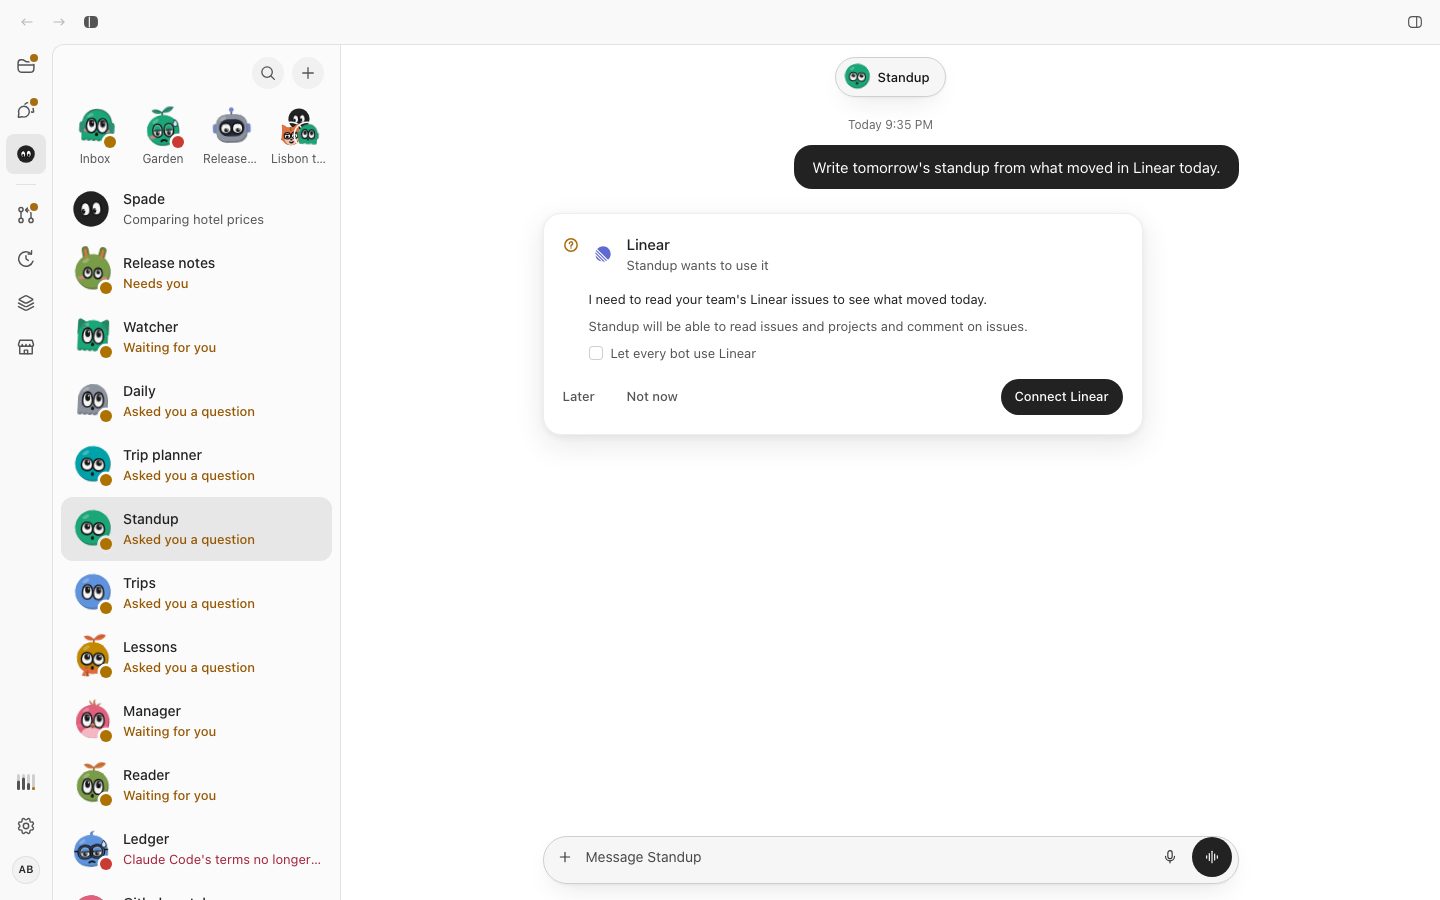 Inbox
Garden
Release...
Lisbon t...
Spade
Comparing hotel prices
Release notes
Needs you
Watcher
Waiting for you
Daily
Asked you a question
Trip planner
Asked you a question
Standup
Asked you a question
Trips
Asked you a question
Lessons
Asked you a question
Manager
Waiting for you
Reader
Waiting for you
Ledger
Claude Code's terms no longer...
AB
Standup
Today 9:35 PM
Write tomorrow's standup from what moved in Linear today.
Linear
Standup wants to use it
I need to read your team's Linear issues to see what moved today.
Standup will be able to read issues and projects and comment on issues.
Let every bot use Linear
Later
Not now
Connect Linear
Message Standup